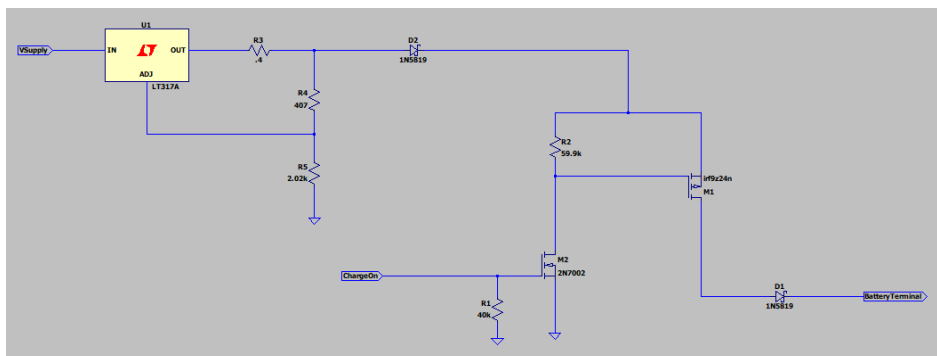 U1
VSupply
IN
OUT
ADJ
LT317A
R3
.4
D2
1N5819
R4
407
R5
2.02k
R2
59.9k
irf9z24n
M1
M2
2N7002
ChargeOn
R1
40k
D1
1N5819
BatteryTerminal